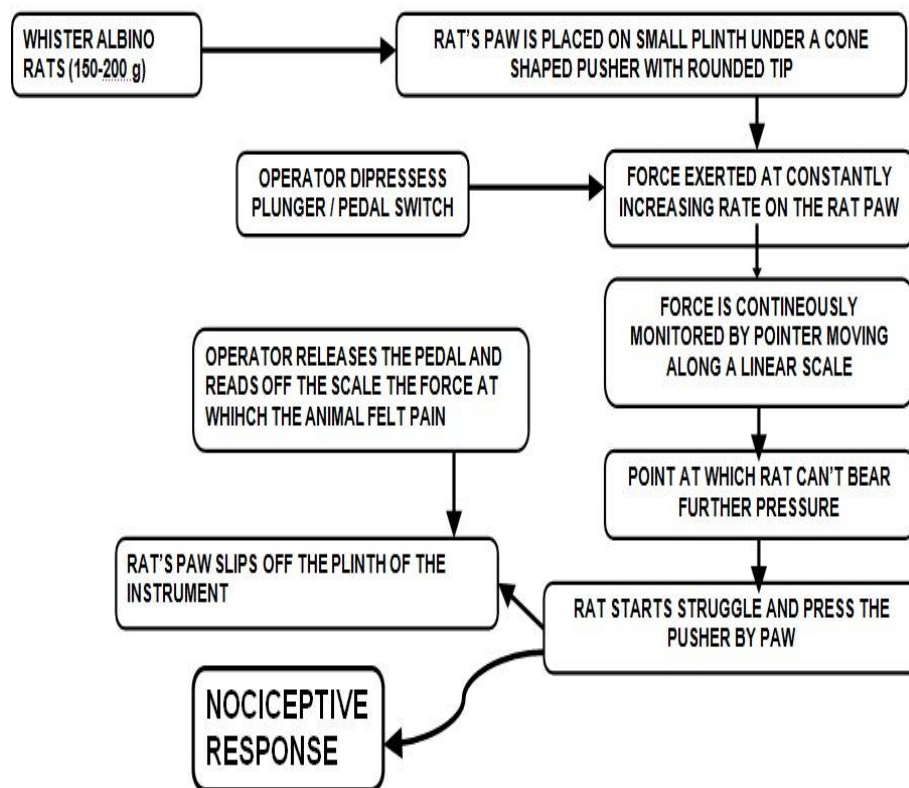 WHISTER ALBINO
RATS (150-200 g)
RAT'S PAW IS PLACED ON SMALL PLINTH UNDER A CONE
SHAPED PUSHER WITH ROUNDED TIP
OPERATOR DIPRESSESS
PLUNGER / PEDAL SWITCH
FORCE EXERTED AT CONSTANTLY
INCREASING RATE ON THE RAT PAW
FORCE IS CONTINEOUSLY
MONITORED BY POINTER MOVING
ALONG A LINEAR SCALE
OPERATOR RELEASES THE PEDAL AND
READS OFF THE SCALE THE FORCE AT
WHIHCH THE ANIMAL FELT PAIN
POINT AT WHICH RAT CAN'T BEAR
FURTHER PRESSURE
RAT'S PAW SLIPS OFF THE PLINTH OF THE
INSTRUMENT
RAT STARTS STRUGGLE AND PRESS THE
PUSHER BY PAW
NOCICEPTIVE
RESPONSE